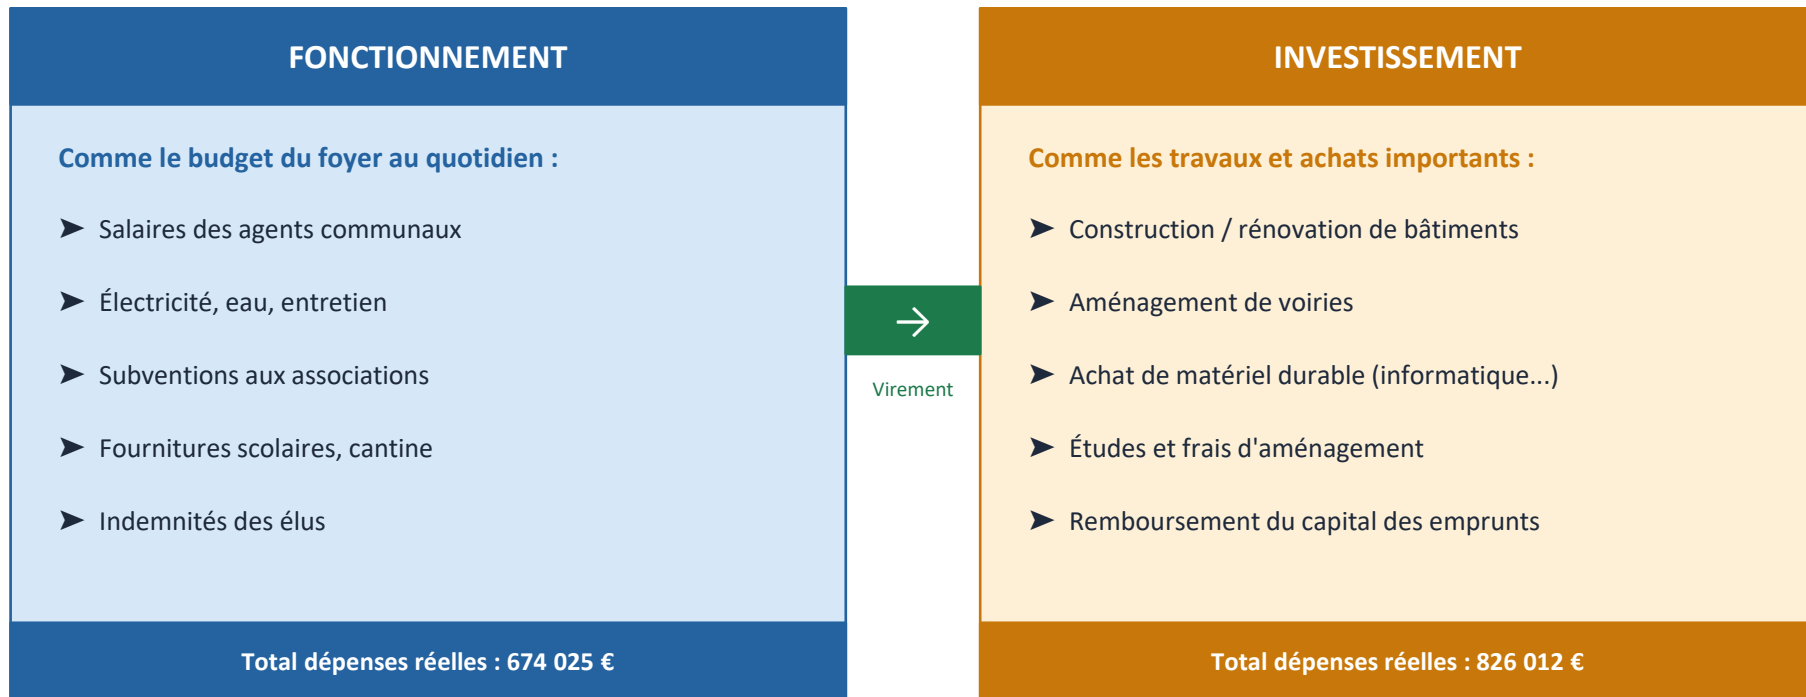 FONCTIONNEMENT
Comme le budget du foyer au quotidien :
➤ Salaires des agents communaux
➤ Électricité, eau, entretien
➤ Subventions aux associations
➤ Fournitures scolaires, cantine
➤ Indemnités des élus
Total dépenses réelles : 674 025 €
→
Virement
INVESTISSEMENT
Comme les travaux et achats importants :
➤ Construction / rénovation de bâtiments
➤ Aménagement de voiries
➤ Achat de matériel durable (informatique...)
➤ Études et frais d'aménagement
➤ Remboursement du capital des emprunts
Total dépenses réelles : 826 012 €